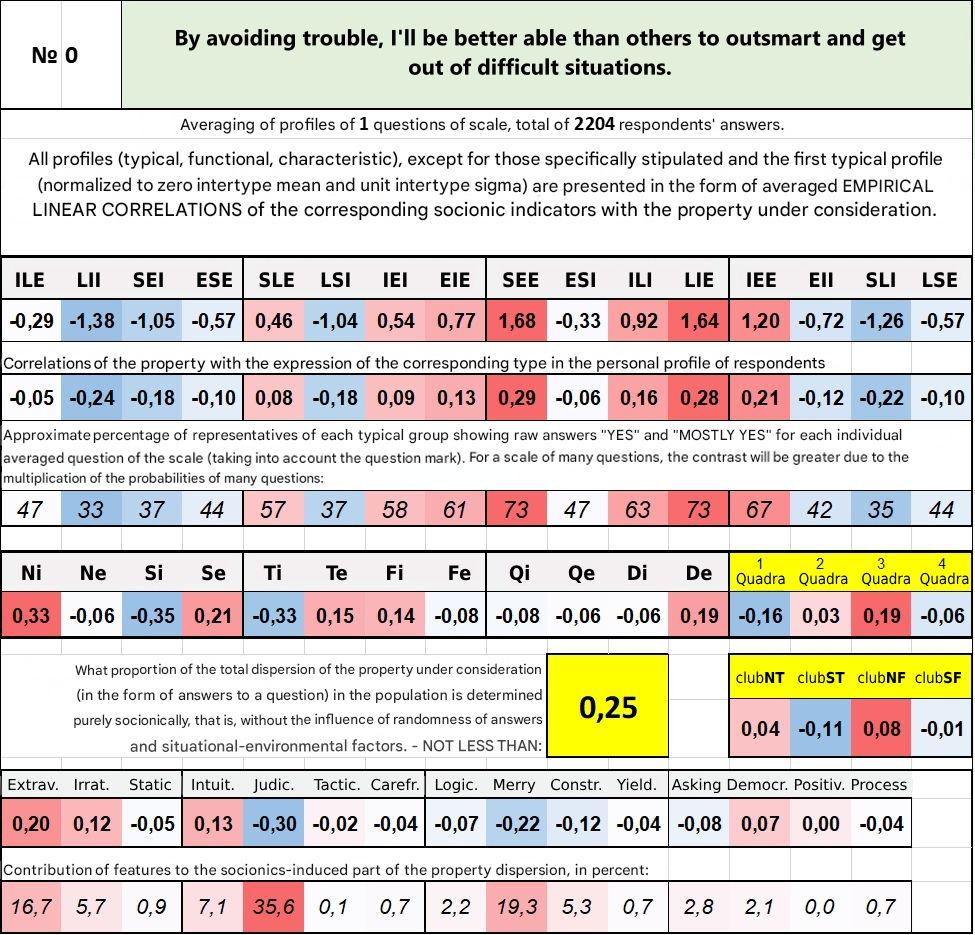 № 0
By avoiding trouble, I'll be better able than others to outsmart and get
out of difficult situations.
Averaging of profiles of 1 questions of scale, total of 2204 respondents' answers.
All profiles (typical, functional, characteristic), except for those specifically stipulated and the first typical profile
(normalized to zero intertype mean and unit intertype sigma) are presented in the form of averaged EMPIRICAL
LINEAR CORRELATIONS of the corresponding socionic indicators with the property under consideration.
ILE LII SEI ESE SLE LSI IEI EIE SEE ESI ILI LIE IEE EII SLI LSE
-0,29 -1,38 -1,05 -0,57 0,46 -1,04 0,54 0,77 1,68 -0,33 0,92 1,64 1,20 -0,72 -1,26 -0,57
Correlations of the property with the expression of the corresponding type in the personal profile of respondents
-0,05 -0,24 -0,18 -0,10 0,08 -0,18 0,09 0,13 0,29 -0,06 0,16 0,28 0,21 -0,12 -0,22 -0,10
Approximate percentage of representatives of each typical group showing raw answers "YES" and "MOSTLY YES" for each individual
averaged question of the scale (taking into account the question mark). For a scale of many questions, the contrast will be greater due to the
multiplication of the probabilities of many questions:
47 33 37 44 57 37 58 61 73 47 63 73 67 42 35 44
Ni Ne Si Se Ti Te Fi Fe Qi Qe Di De 1 Quadra 2 Quadra 3 Quadra 4 Quadra
0,33 -0,06 -0,35 0,21 -0,33 0,15 0,14 -0,08 -0,08 -0,06 -0,06 0,19 -0,16 0,03 0,19 -0,06
What proportion of the total dispersion of the property under consideration
(in the form of answers to a question) in the population is determined
purely socionically, that is, without the influence of randomness of answers
and situational-environmental factors. - NOT LESS THAN:
0,25
clubNT clubST clubNF clubSF
0,04 -0,11 0,08 -0,01
Extrav. Irrat. Static Intuit. Judic. Tactic. Carefr. Logic. Merry Constr. Yield. Asking Democr. Positiv. Process
0,20 0,12 -0,05 0,13 -0,30 -0,02 -0,04 -0,07 -0,22 -0,12 -0,04 -0,08 0,07 0,00 -0,04
Contribution of features to the socionics-induced part of the property dispersion, in percent:
16,7 5,7 0,9 7,1 35,6 0,1 0,7 2,2 19,3 5,3 0,7 2,8 2,1 0,0 0,7